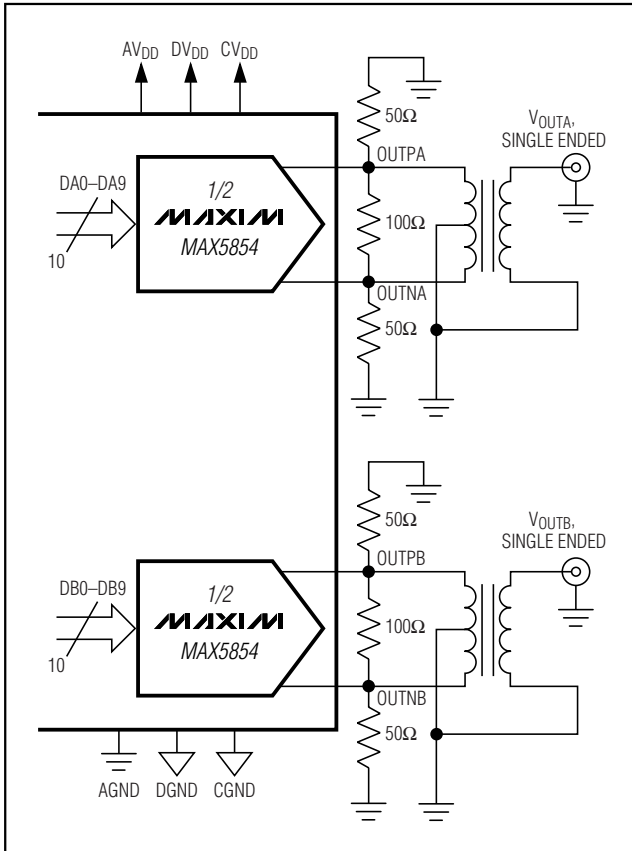 AVDD DVDD CVDD
50Ω
VOUTA,
SINGLE ENDED
OUTPA
DA0–DA9
1/2
MAXIM
MAX5854
10
100Ω
OUTNA
50Ω
50Ω
VOUTB,
SINGLE ENDED
OUTPB
DB0–DB9
1/2
MAXIM
MAX5854
10
100Ω
OUTNB
50Ω
AGND DGND CGND